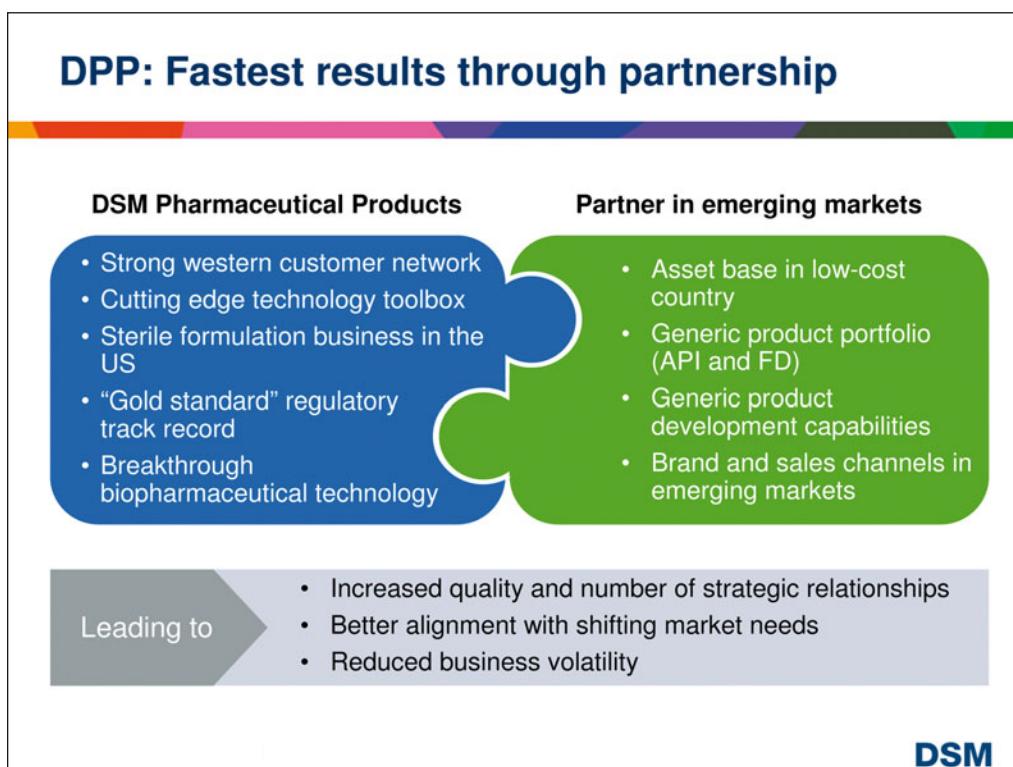 DPP: Fastest results through partnership
DSM Pharmaceutical Products
• Strong western customer network
• Cutting edge technology toolbox
• Sterile formulation business in the
US
• “Gold standard” regulatory
track record
• Breakthrough
biopharmaceutical technology
Partner in emerging markets
• Asset base in low-cost
country
• Generic product portfolio
(API and FD)
• Generic product
development capabilities
• Brand and sales channels in
emerging markets
Leading to
• Increased quality and number of strategic relationships
• Better alignment with shifting market needs
• Reduced business volatility
DSM